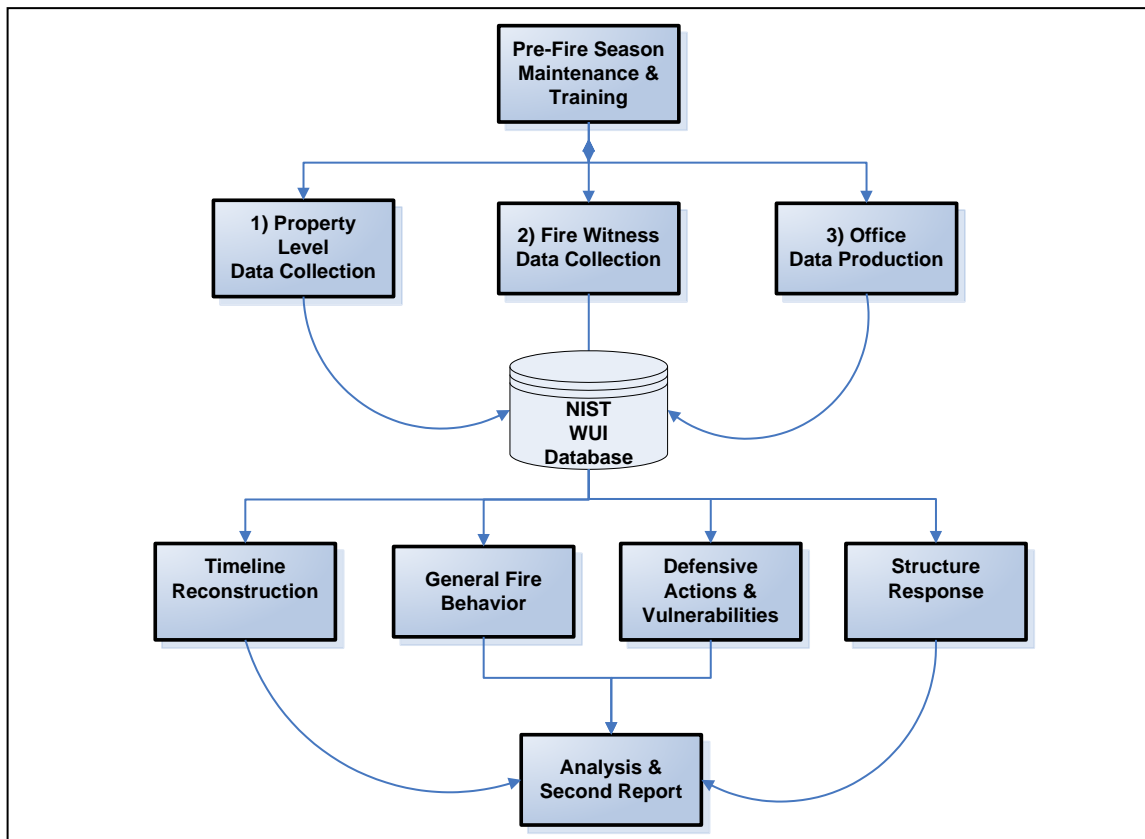 Pre-Fire Season
Maintenance &
Training
1) Property
Level
Data Collection
2) Fire Witness
Data Collection
3) Office
Data Production
NIST
WUI
Database
Timeline
Reconstruction
General Fire
Behavior
Defensive
Actions &
Vulnerabilities
Structure
Response
Analysis &
Second Report